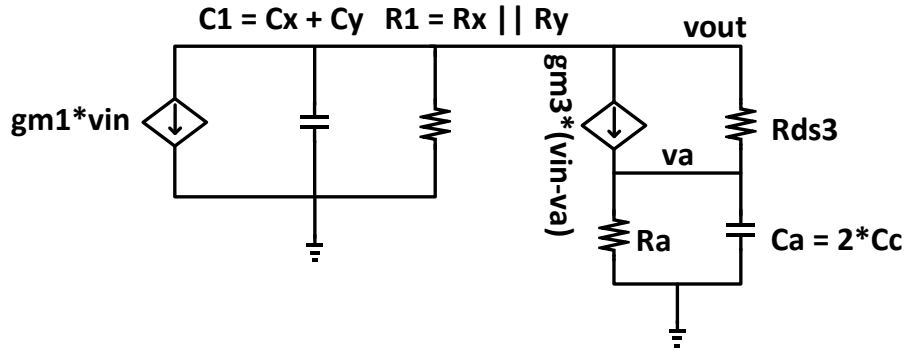 C1 = Cx + Cy R1 = Rx || Ry
vout
gm1*vin
gm3*(vin-va)
Rds3
va
Ra
Ca = 2*Cc